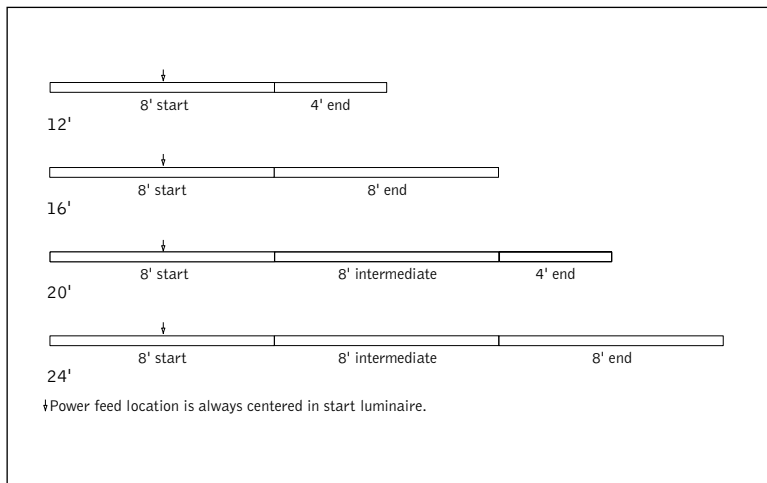 8' start 4' end
12'
8' start 8' end
16'
8' start 8' intermediate 4' end
20'
8' start 8' intermediate 8' end
24'
Power feed location is always centered in start luminaire.